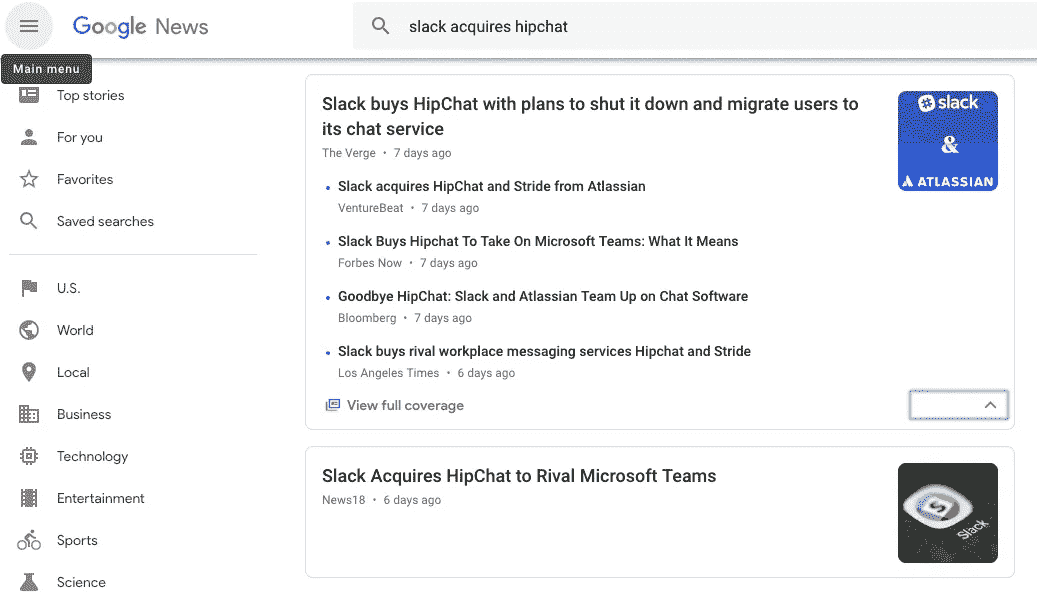 Google News
slack acquires hipchat
Main menu
Top stories
For you
Favorites
Saved searches
U.S.
World
Local
Business
Technology
Entertainment
Sports
Science
Slack buys HipChat with plans to shut it down and migrate users to
its chat service
The Verge • 7 days ago
Slack acquires HipChat and Stride from Atlassian
VentureBeat • 7 days ago
Slack Buys Hipchat To Take On Microsoft Teams: What It Means
Forbes Now • 7 days ago
Goodbye HipChat: Slack and Atlassian Team Up on Chat Software
Bloomberg • 7 days ago
Slack buys rival workplace messaging services Hipchat and Stride
Los Angeles Times • 6 days ago
View full coverage
slack
&
ATLASSIAN
Slack Acquires HipChat to Rival Microsoft Teams
News18 • 6 days ago
S
Slack